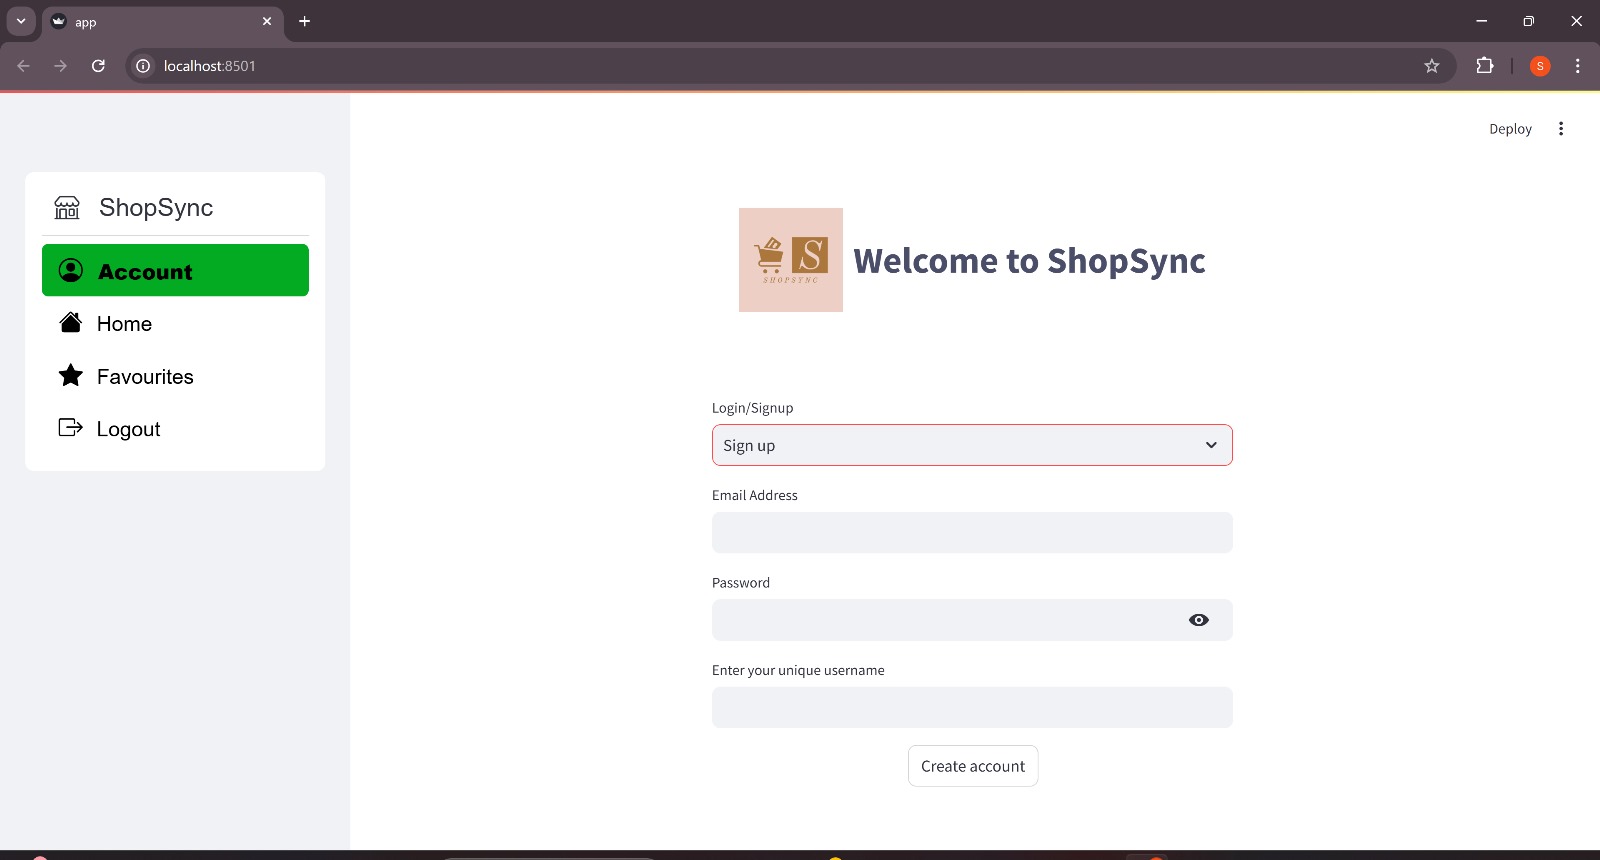 app
localhost:8501
S
Deploy
ShopSync
Account
Home
Favourites
Logout
S
SHOPSYNC
Welcome to ShopSync
Login/Signup
Sign up
Email Address
Password
Enter your unique username
Create account